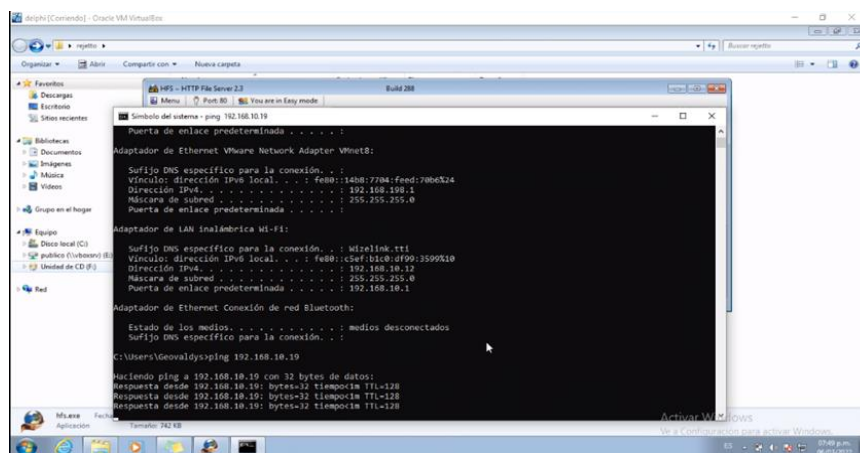 delphi [Corriendo] - Oracle VM VirtualBox
rejetto
Buscar rejetto
Organizar
Abrir
Compartir con
Nueva carpeta
Favoritos
Descargas
Escritorio
Sitios recientes
Bibliotecas
Documentos
Imágenes
Música
Vídeos
Grupo en el hogar
Equipo
Disco local (C:)
publico (\\vboxsrv) (E:)
Unidad de CD (F:)
Red
HFS ~ HTTP File Server 2.3 Build 288
Menu Port: 80 You are in Easy mode
Símbolo del sistema - ping 192.168.10.19
Puerta de enlace predeterminada . . . . . :
Adaptador de Ethernet VMware Network Adapter VMnet8:
Sufijo DNS específico para la conexión. . :
Vínculo: dirección IPv6 local. . . : fe80::14b8:7704:feed:70b6%24
Dirección IPv4. . . . . . . . . . . . . . : 192.168.198.1
Máscara de subred . . . . . . . . . . . . : 255.255.255.0
Puerta de enlace predeterminada . . . . . :
Adaptador de LAN inalámbrica Wi-Fi:
Sufijo DNS específico para la conexión. . : Wizelink.tti
Vínculo: dirección IPv6 local. . . : fe80::c5ef:b1c0:df99:3599%10
Dirección IPv4. . . . . . . . . . . . . . : 192.168.10.12
Máscara de subred . . . . . . . . . . . . : 255.255.255.0
Puerta de enlace predeterminada . . . . . : 192.168.10.1
Adaptador de Ethernet Conexión de red Bluetooth:
Estado de los medios. . . . . . . . . . . : medios desconectados
Sufijo DNS específico para la conexión. . :
C:\Users\Geovaldys>ping 192.168.10.19
Haciendo ping a 192.168.10.19 con 32 bytes de datos:
Respuesta desde 192.168.10.19: bytes=32 tiempo<1m TTL=128
Respuesta desde 192.168.10.19: bytes=32 tiempo<1m TTL=128
Respuesta desde 192.168.10.19: bytes=32 tiempo<1m TTL=128
hfs.exe Fecha
Aplicación Tamaño: 742 KB
Activar Windows
Ve a Configuración para activar Windows.
ES 07:49 p.m.